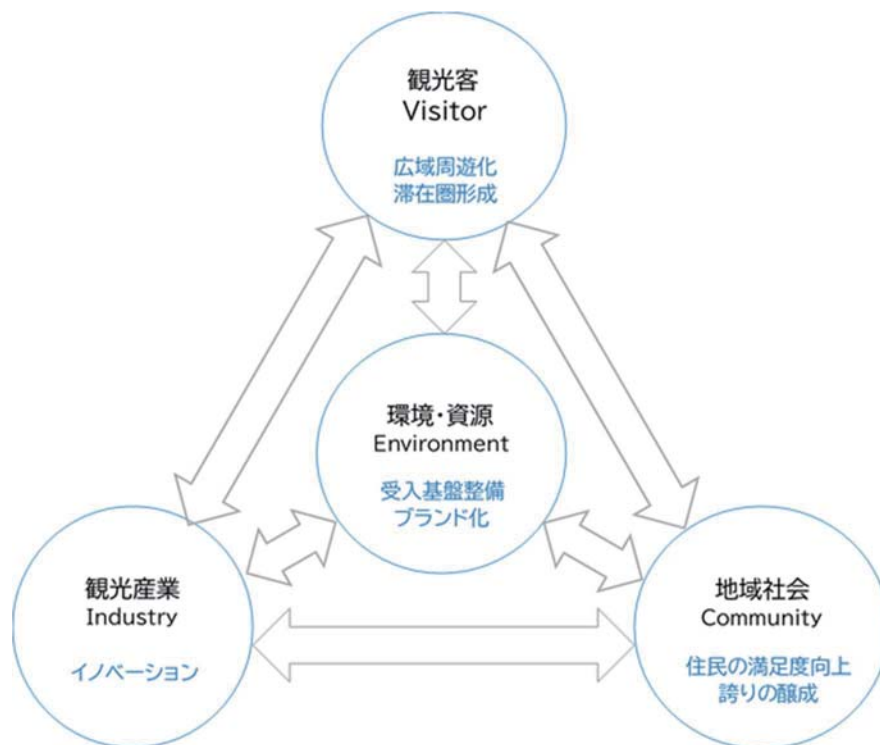 観光客
Visitor
広域周遊化
滞在圏形成
環境・資源
Environment
受入基盤整備
ブランド化
観光産業
Industry
イノベーション
地域社会
Community
住民の満足度向上
誇りの醸成